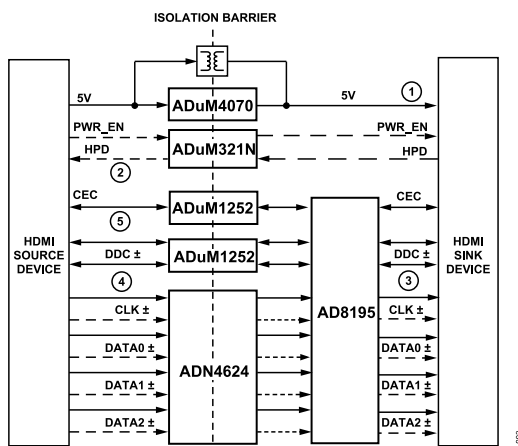 ISOLATION BARRIER
5V
ADuM4070
5V
1
PWR_EN
ADuM321N
PWR_EN
HPD
HPD
2
CEC
ADuM1252
CEC
5
HDMI
SOURCE
DEVICE
DDC ±
ADuM1252
DDC ±
HDMI
SINK
DEVICE
4
3
AD8195
CLK ±
CLK ±
DATA0 ±
DATA0 ±
ADN4624
DATA1 ±
DATA1 ±
DATA2 ±
DATA2 ±